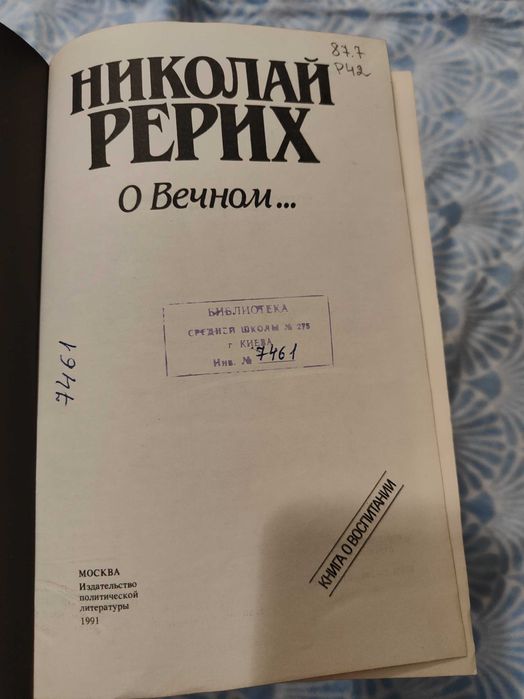 87.7
Р42
НИКОЛАЙ
РЕРИХ
О Вечном...
БИБЛИОТЕКА
СРЕДНЕЙ ШКОЛЫ № 275
г КИЕВА
Инв. № 7461
7461
КНИГА О ВОСПИТАНИИ
МОСКВА
Издательство
политической
литературы
1991